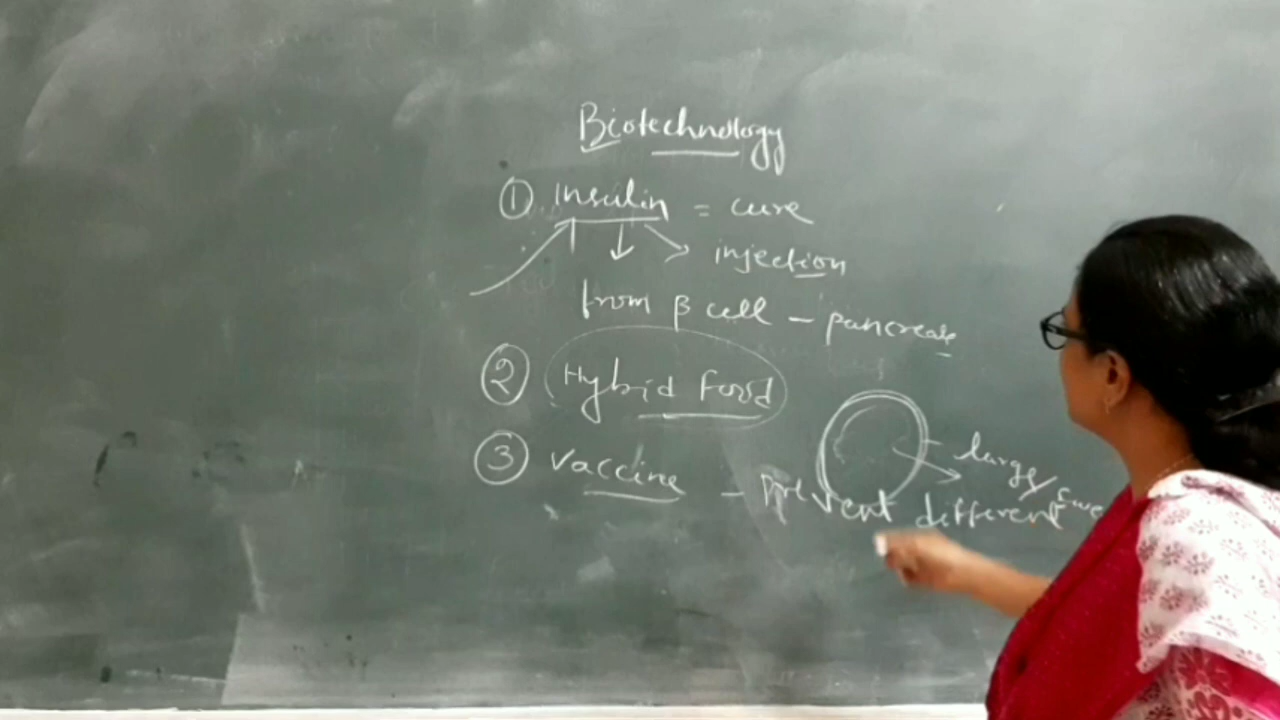 Biotechnology
① Insulin = cure
injection
from β cell - pancreas
② Hybrid Food
large
③ Vaccine - prevent different